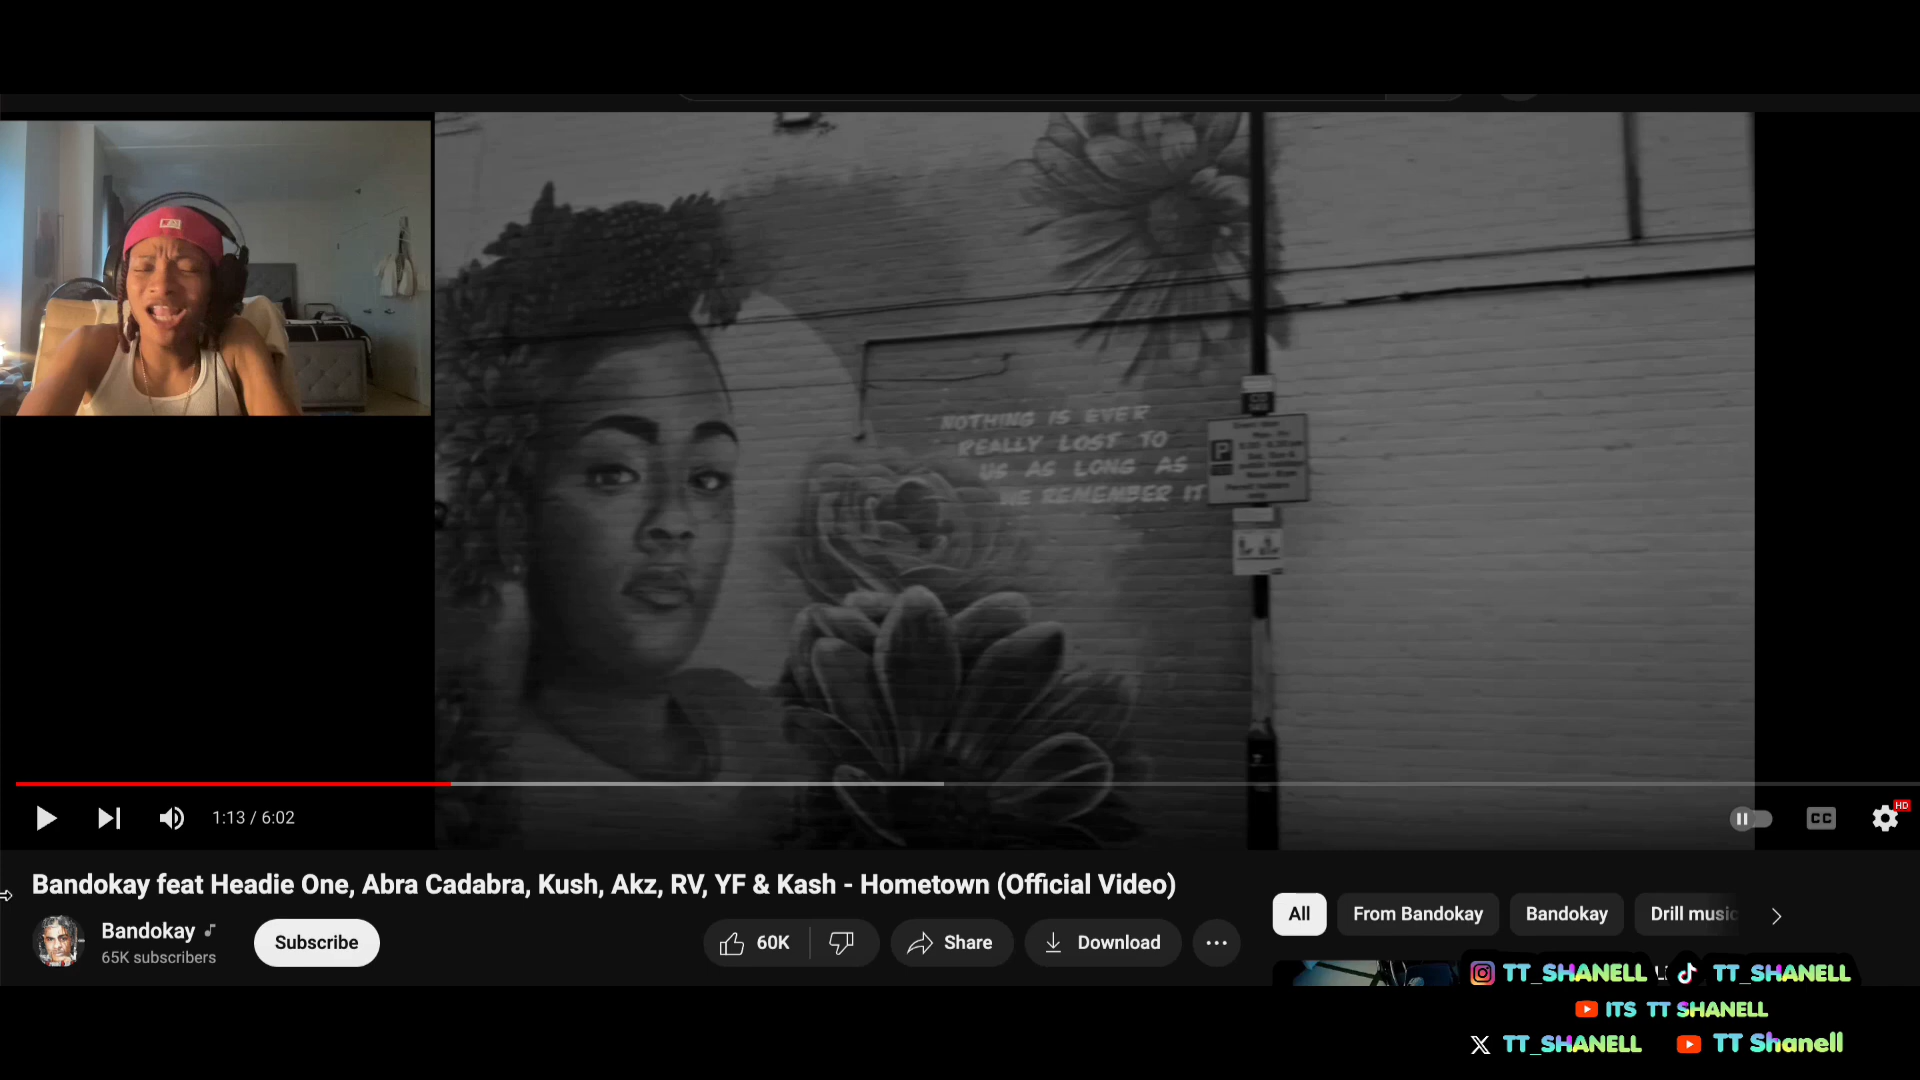 NOTHING IS EVER
REALLY LOST TO
US AS LONG AS
WE REMEMBER IT
P
1:13 / 6:02
CC
HD
Bandokay feat Headie One, Abra Cadabra, Kush, Akz, RV, YF & Kash - Hometown (Official Video)
Bandokay
65K subscribers
Subscribe
60K
Share
Download
All
From Bandokay
Bandokay
Drill music
TT_SHANELL
TT_SHANELL
ITS TT SHANELL
TT_SHANELL
TT Shanell